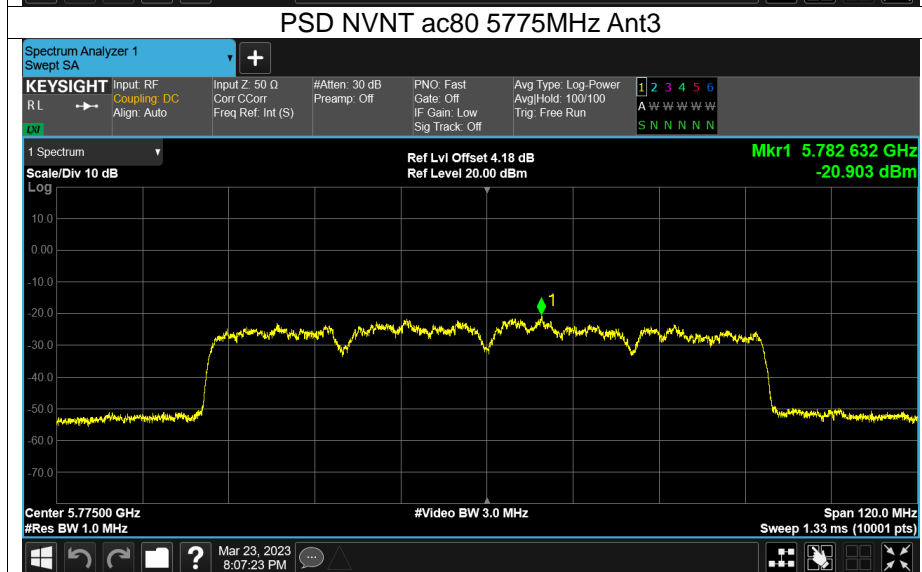 PSD NVNT ac80 5775MHz Ant3
Spectrum Analyzer 1
Swept SA
+
KEYSIGHT
R L
LXI
Input: RF
Coupling: DC
Align: Auto
Input Z: 50 Ω
Corr CCorr
Freq Ref: Int (S)
#Atten: 30 dB
Preamp: Off
PNO: Fast
Gate: Off
IF Gain: Low
Sig Track: Off
Avg Type: Log-Power
Avg|Hold: 100/100
Trig: Free Run
1 2 3 4 5 6
A W W W W W
S N N N N N
1 Spectrum
Scale/Div 10 dB
Ref Lvl Offset 4.18 dB
Ref Level 20.00 dBm
Mkr1 5.782 632 GHz
-20.903 dBm
Log
10.0
0.00
-10.0
-20.0
-30.0
-40.0
-50.0
-60.0
-70.0
1
Center 5.77500 GHz
#Res BW 1.0 MHz
#Video BW 3.0 MHz
Span 120.0 MHz
Sweep 1.33 ms (10001 pts)
?
Mar 23, 2023
8:07:23 PM